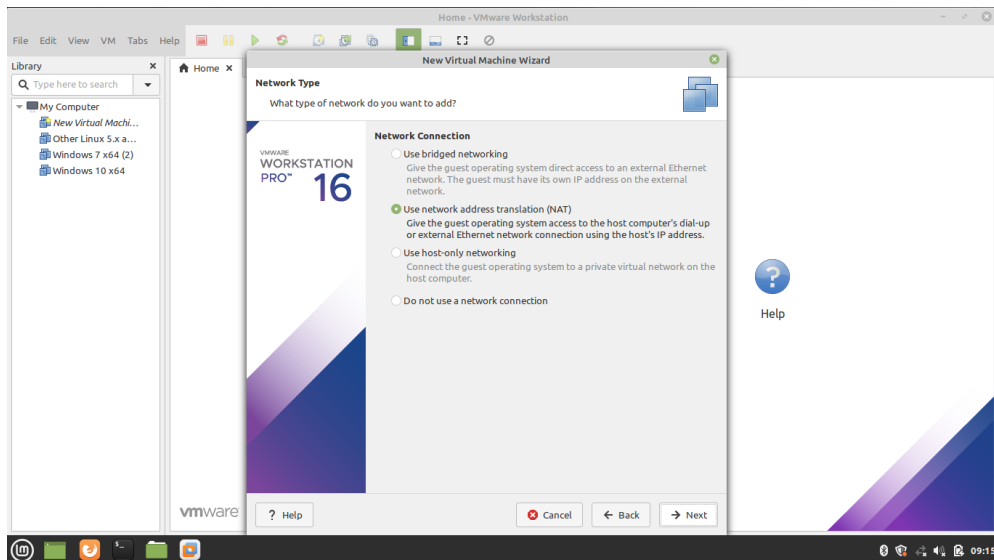 Home - VMware Workstation
File Edit View VM Tabs Help
Library
Type here to search
My Computer
New Virtual Machi...
Other Linux 5.x a...
Windows 7 x64 (2)
Windows 10 x64
Home
New Virtual Machine Wizard
Network Type
What type of network do you want to add?
VMWARE
WORKSTATION
PRO™ 16
Network Connection
Use bridged networking
Give the guest operating system direct access to an external Ethernet
network. The guest must have its own IP address on the external
network.
Use network address translation (NAT)
Give the guest operating system access to the host computer's dial-up
or external Ethernet network connection using the host's IP address.
Use host-only networking
Connect the guest operating system to a private virtual network on the
host computer.
Do not use a network connection
Help
vmware
? Help
Cancel
Back
Next
09:15